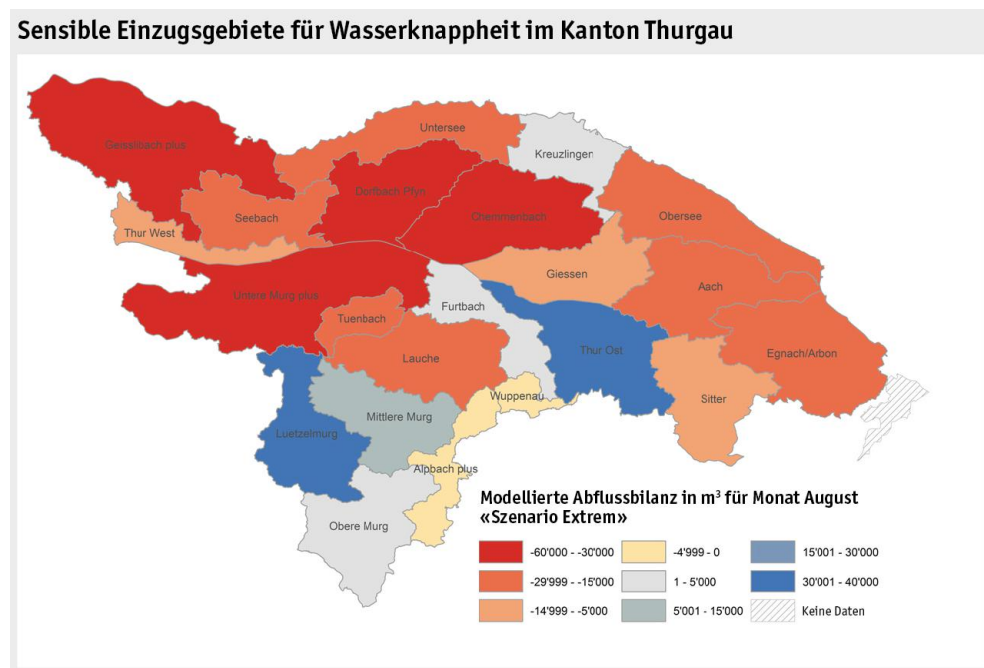 Sensible Einzugsgebiete für Wasserknappheit im Kanton Thurgau
Untersee
Geisslibach plus
Kreuzlingen
Dorfbach Pfyn
Seebach
Chemmenbach
Obersee
Thur West
Giessen
Aach
Untere Murg plus
Furtbach
Tuenbach
Thur Ost
Egnach/Arbon
Lauche
Wuppenau
Sitter
Mittlere Murg
Luetzelmurg
Alpbach plus
Obere Murg
Modellierte Abflussbilanz in m³ für Monat August
«Szenario Extrem»
-60'000 - -30'000
-4'999 - 0
15'001 - 30'000
-29'999 - -15'000
1 - 5'000
30'001 - 40'000
-14'999 - -5'000
5'001 - 15'000
Keine Daten